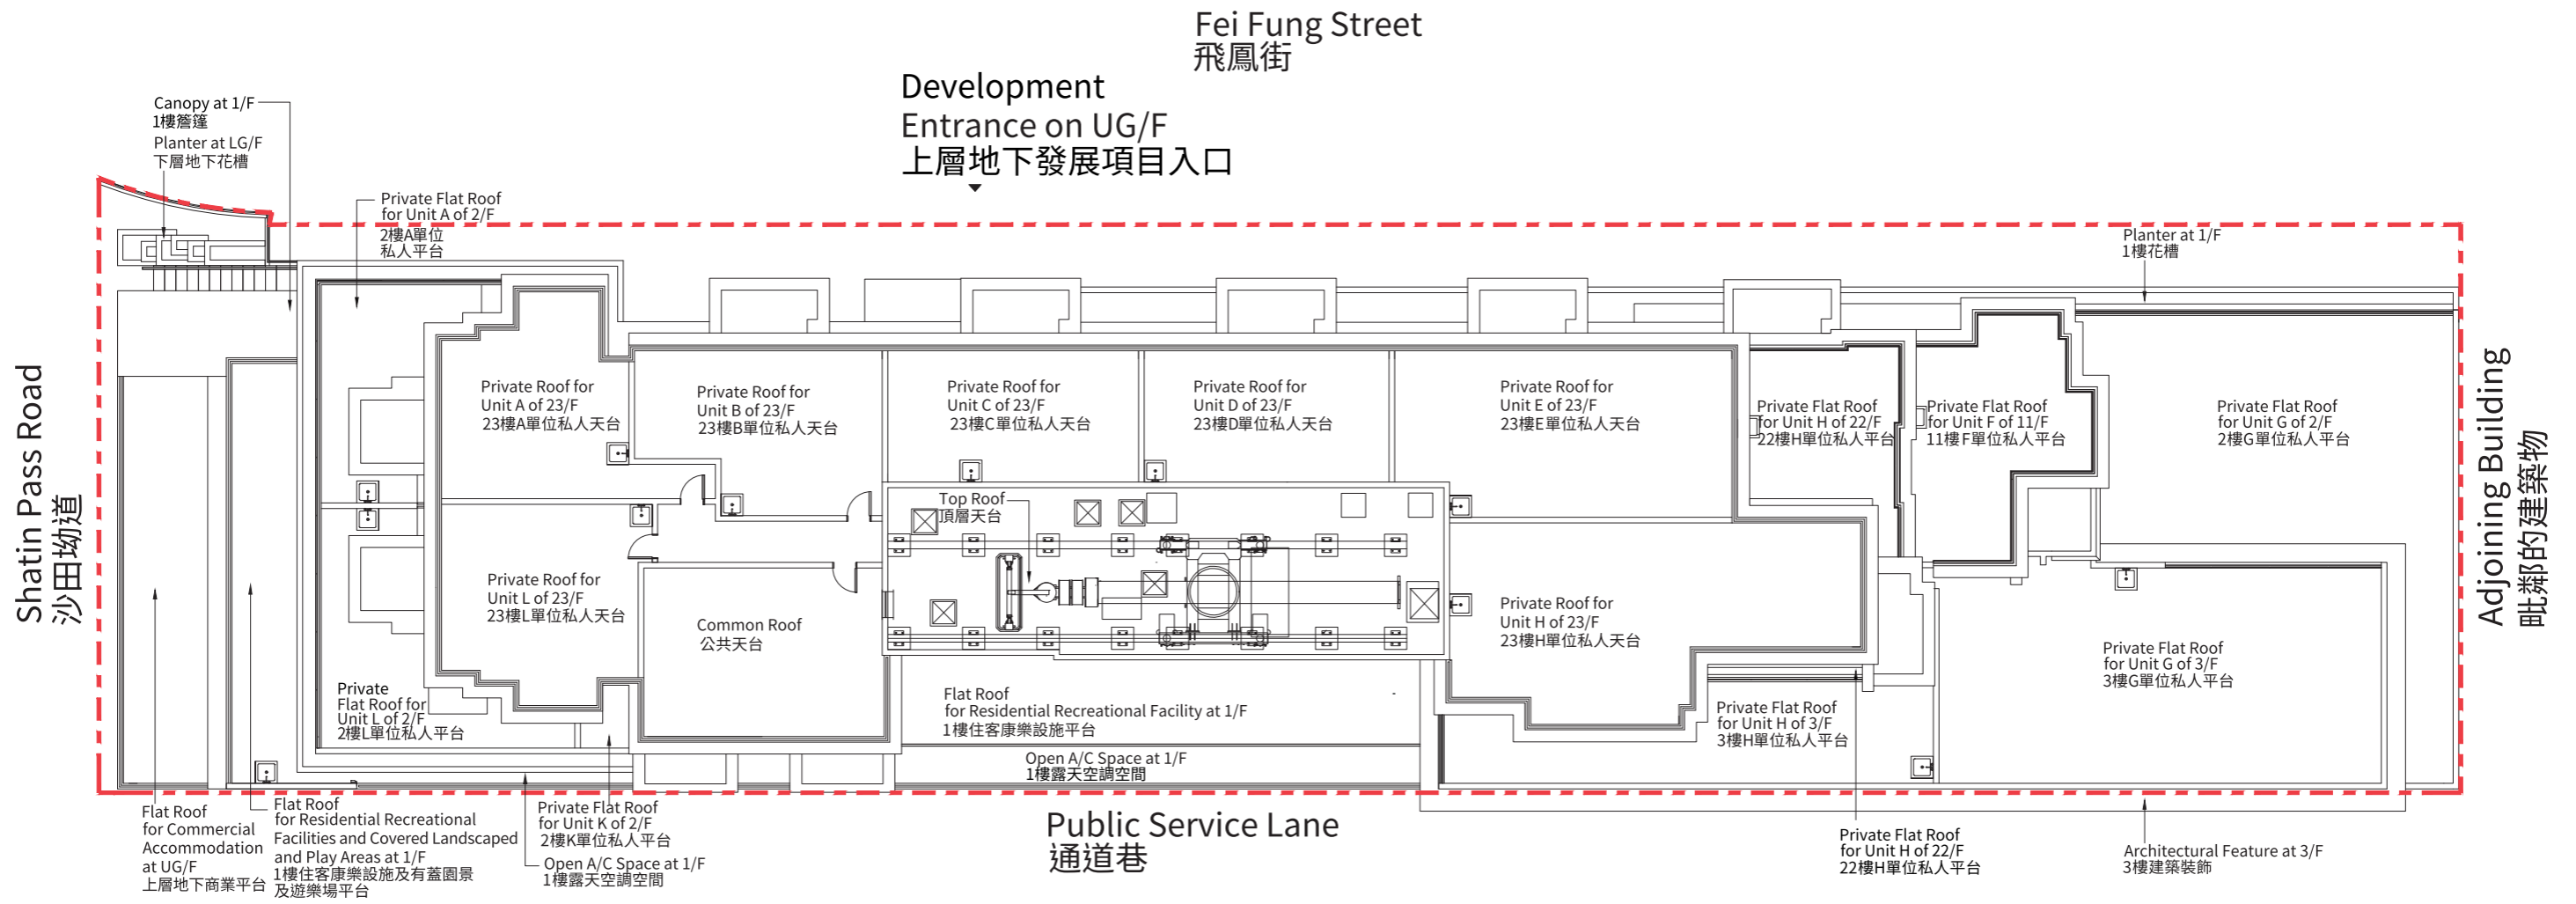 Fei Fung Street
飛鳳街
Development
Entrance on UG/F
上層地下發展項目入口
Canopy at 1/F
1樓簷篷
Planter at LG/F
下層地下花槽
Private Flat Roof
for Unit A of 2/F
2樓A單位
私人平台
Planter at 1/F
1樓花槽
Shatin Pass Road
沙田坳道
Private Roof for
Unit A of 23/F
23樓A單位私人天台
Private Roof for
Unit B of 23/F
23樓B單位私人天台
Private Roof for
Unit C of 23/F
23樓C單位私人天台
Private Roof for
Unit D of 23/F
23樓D單位私人天台
Private Roof for
Unit E of 23/F
23樓E單位私人天台
Private Flat Roof
for Unit H of 22/F
22樓H單位私人平台
Private Flat Roof
for Unit F of 11/F
11樓F單位私人平台
Private Flat Roof
for Unit G of 2/F
2樓G單位私人平台
Adjoining Building
毗鄰的建築物
Top Roof
頂層天台
Private Roof for
Unit L of 23/F
23樓L單位私人天台
Common Roof
公共天台
Private Roof for
Unit H of 23/F
23樓H單位私人天台
Private Flat Roof
for Unit G of 3/F
3樓G單位私人平台
Private
Flat Roof for
Unit L of 2/F
2樓L單位私人平台
Flat Roof
for Residential Recreational Facility at 1/F
1樓住客康樂設施平台
Private Flat Roof
for Unit H of 3/F
3樓H單位私人平台
Open A/C Space at 1/F
1樓露天空調空間
Flat Roof
for Commercial
Accommodation
at UG/F
上層地下商業平台
Flat Roof
for Residential Recreational
Facilities and Covered Landscaped
and Play Areas at 1/F
1樓住客康樂設施及有蓋園景
及遊樂場平台
Private Flat Roof
for Unit K of 2/F
2樓K單位私人平台
Open A/C Space at 1/F
1樓露天空調空間
Public Service Lane
通道巷
Private Flat Roof
for Unit H of 22/F
22樓H單位私人平台
Architectural Feature at 3/F
3樓建築裝飾